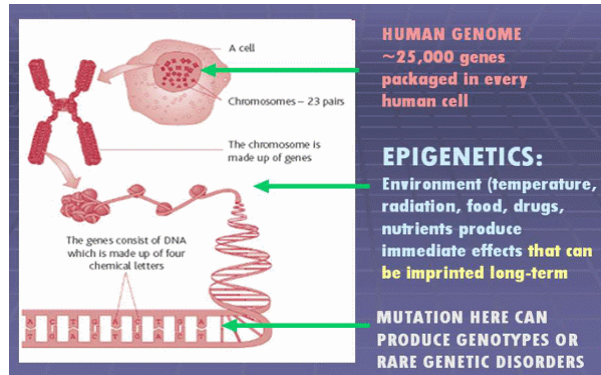 A cell
Chromosomes – 23 pairs
The chromosome is
made up of genes
The genes consist of DNA
which is made up of four
chemical letters
HUMAN GENOME
~25,000 genes
packaged in every
human cell
EPIGENETICS:
Environment (temperature,
radiation, food, drugs,
nutrients produce
immediate effects that can
be imprinted long-term
MUTATION HERE CAN
PRODUCE GENOTYPES OR
RARE GENETIC DISORDERS